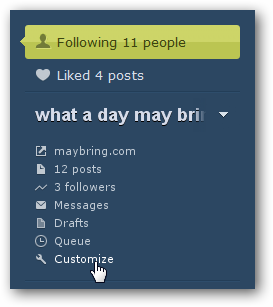 Following 11 people
Liked 4 posts
what a day may brin
maybring.com
12 posts
3 followers
Messages
Drafts
Queue
Customize